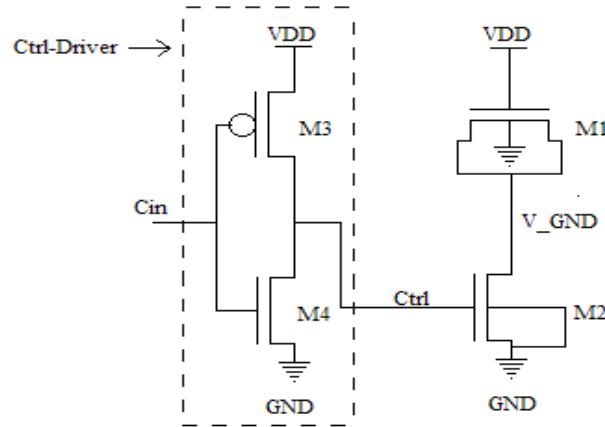 Ctrl-Driver
VDD
VDD
M3
M1
Cin
V_GND
Ctrl
M4
M2
GND
GND